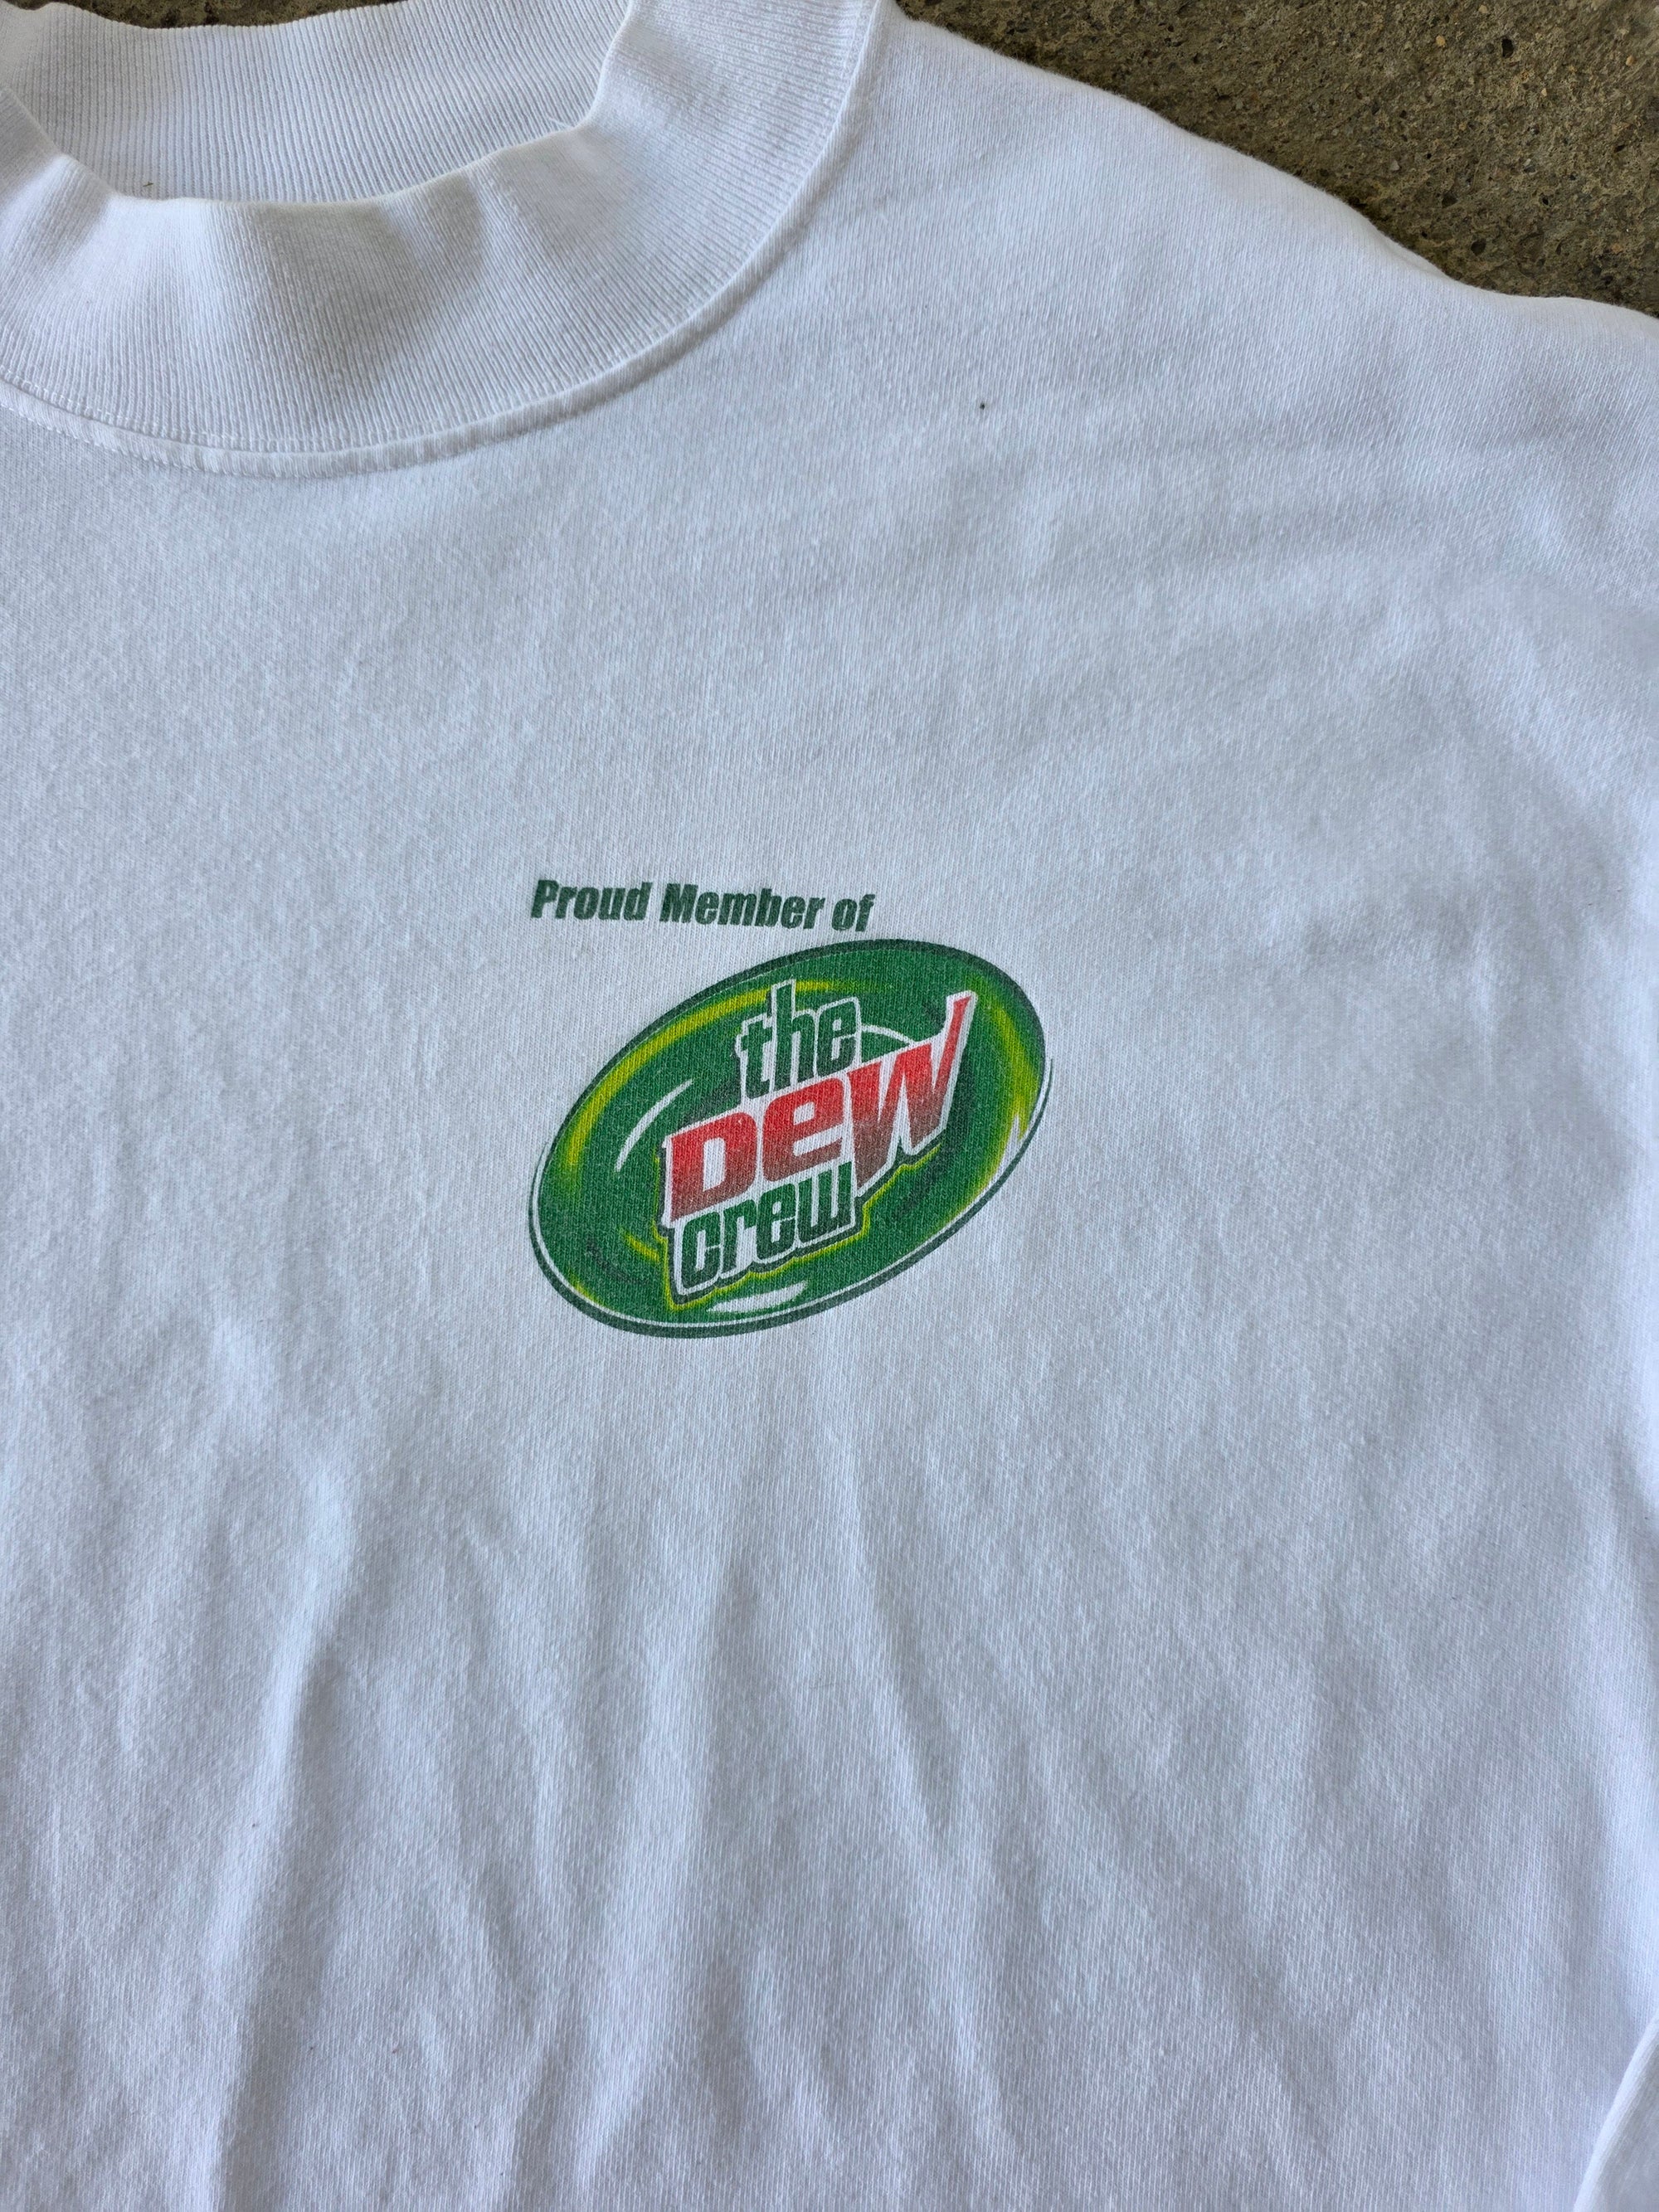 Proud Member of
the
Dew
crew